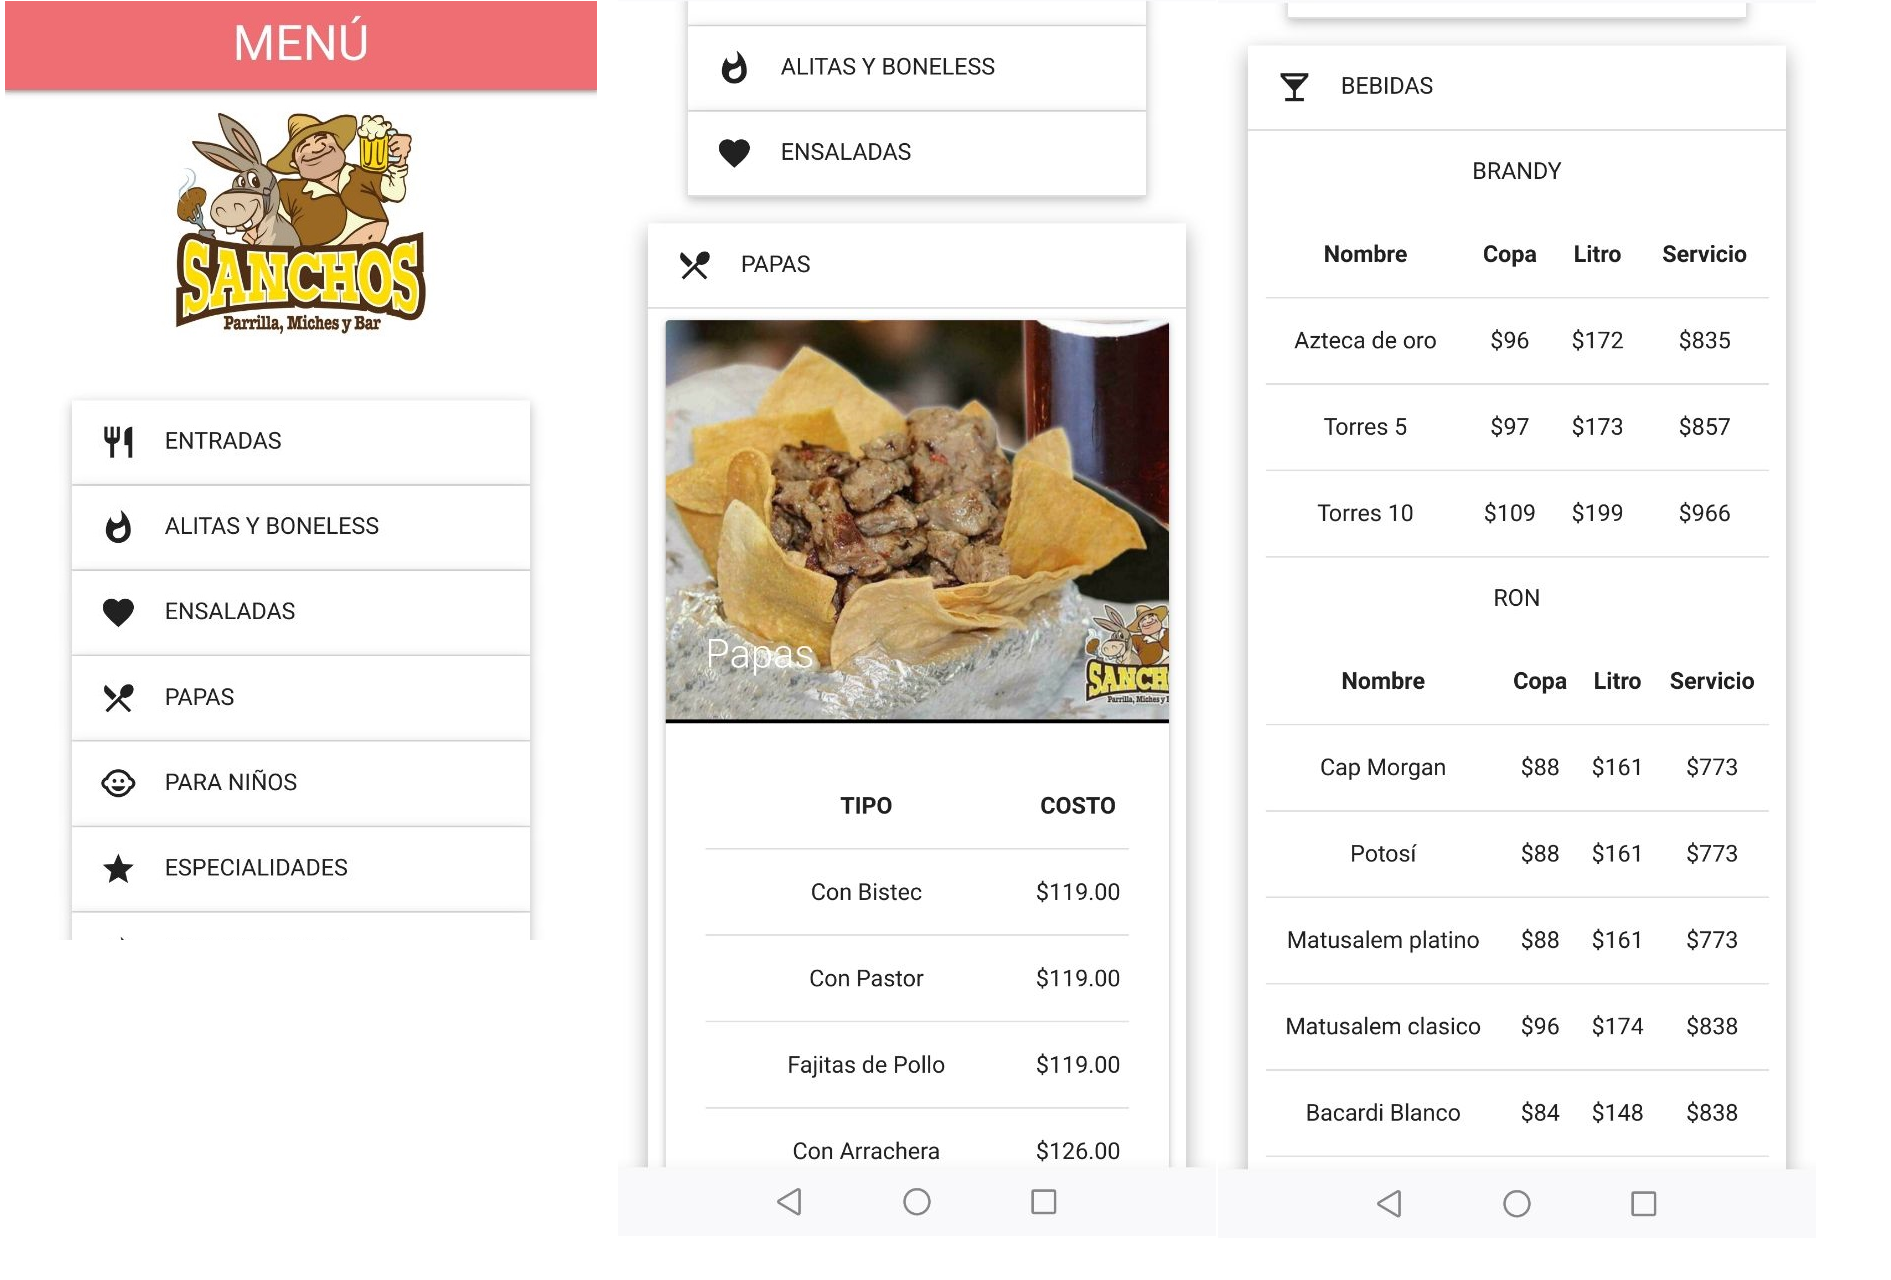 MENÚ
SANCHOS
Parrilla, Miches y Bar
ENTRADAS
ALITAS Y BONELESS
ENSALADAS
PAPAS
PARA NIÑOS
ESPECIALIDADES
ALITAS Y BONELESS
ENSALADAS
PAPAS
Papas
SANCH
Parrilla, Miches y
TIPO COSTO
Con Bistec $119.00
Con Pastor $119.00
Fajitas de Pollo $119.00
Con Arrachera $126.00
BEBIDAS
BRANDY
Nombre Copa Litro Servicio
Azteca de oro $96 $172 $835
Torres 5 $97 $173 $857
Torres 10 $109 $199 $966
RON
Nombre Copa Litro Servicio
Cap Morgan $88 $161 $773
Potosí $88 $161 $773
Matusalem platino $88 $161 $773
Matusalem clasico $96 $174 $838
Bacardi Blanco $84 $148 $838